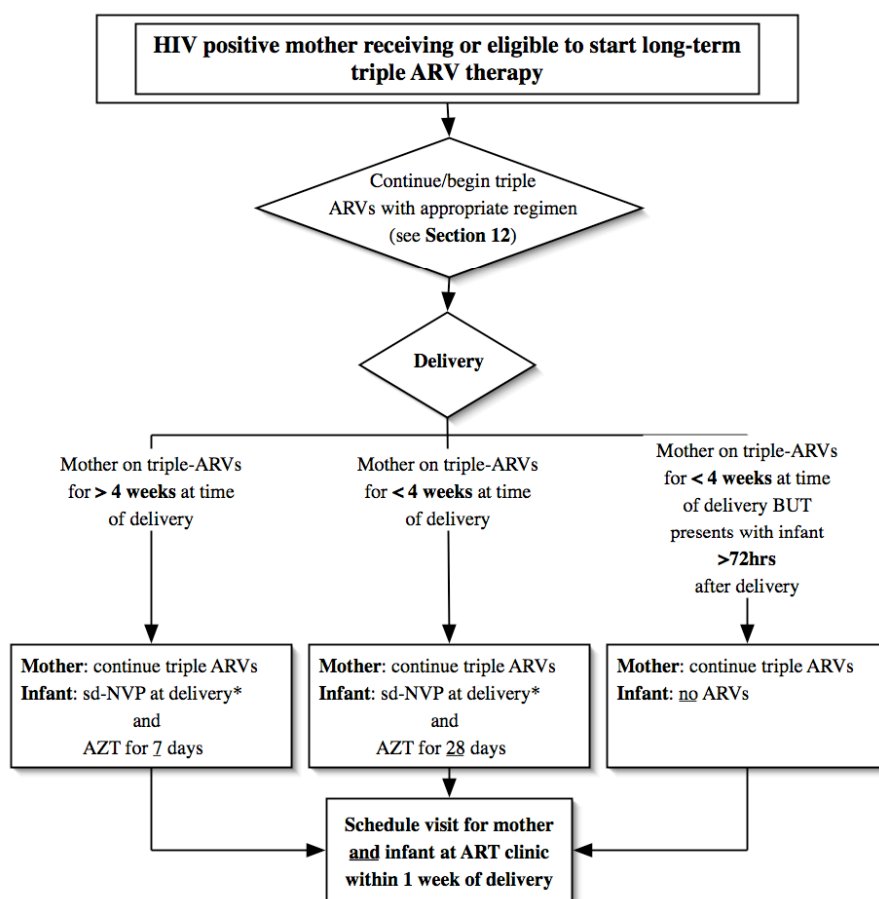 HIV positive mother receiving or eligible to start long-term
triple ARV therapy
Continue/begin triple
ARVs with appropriate regimen
(see Section 12)
Delivery
Mother on triple-ARVs
for > 4 weeks at time
of delivery
Mother on triple-ARVs
for < 4 weeks at time
of delivery
Mother on triple-ARVs
for < 4 weeks at time
of delivery BUT
presents with infant
>72hrs
after delivery
Mother: continue triple ARVs
Infant: sd-NVP at delivery*
and
AZT for 7 days
Mother: continue triple ARVs
Infant: sd-NVP at delivery*
and
AZT for 28 days
Mother: continue triple ARVs
Infant: no ARVs
Schedule visit for mother
and infant at ART clinic
within 1 week of delivery